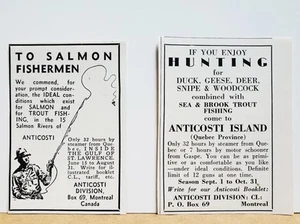 TO SALMON
FISHERMEN
We commend, for
your prompt consider-
ation, the IDEAL con-
ditions which exist
for SALMON and
for TROUT FISH-
ING, in the 15
Salmon Rivers of
ANTICOSTI
Only 32 hours by
steamer from Que-
bec, INSIDE
THE GULF OF
ST. LAWRENCE.
June 15 to August
31. Write for il-
lustrated booklet
C.L., tariff, etc.
ANTICOSTI
DIVISION,
Box 69, Montreal
Canada
IF YOU ENJOY
HUNTING
for
DUCK, GEESE, DEER,
SNIPE & WOODCOCK
combined with
SEA & BROOK TROUT
FISHING
come to
ANTICOSTI ISLAND
(Quebec Province)
Only 32 hours by steamer from Que-
bec or 7 hours by motor schooner
from Gaspe. You can be as primi-
tive or as comfortable as you like
—under ideal conditions. Definite
limit of 12 guns at one time.
Season Sept. 1 to Oct. 31,
Write for our Artcraft Booklet:
ANTICOSTI DIVISION, CL:
P. O. Box 69 Montreal